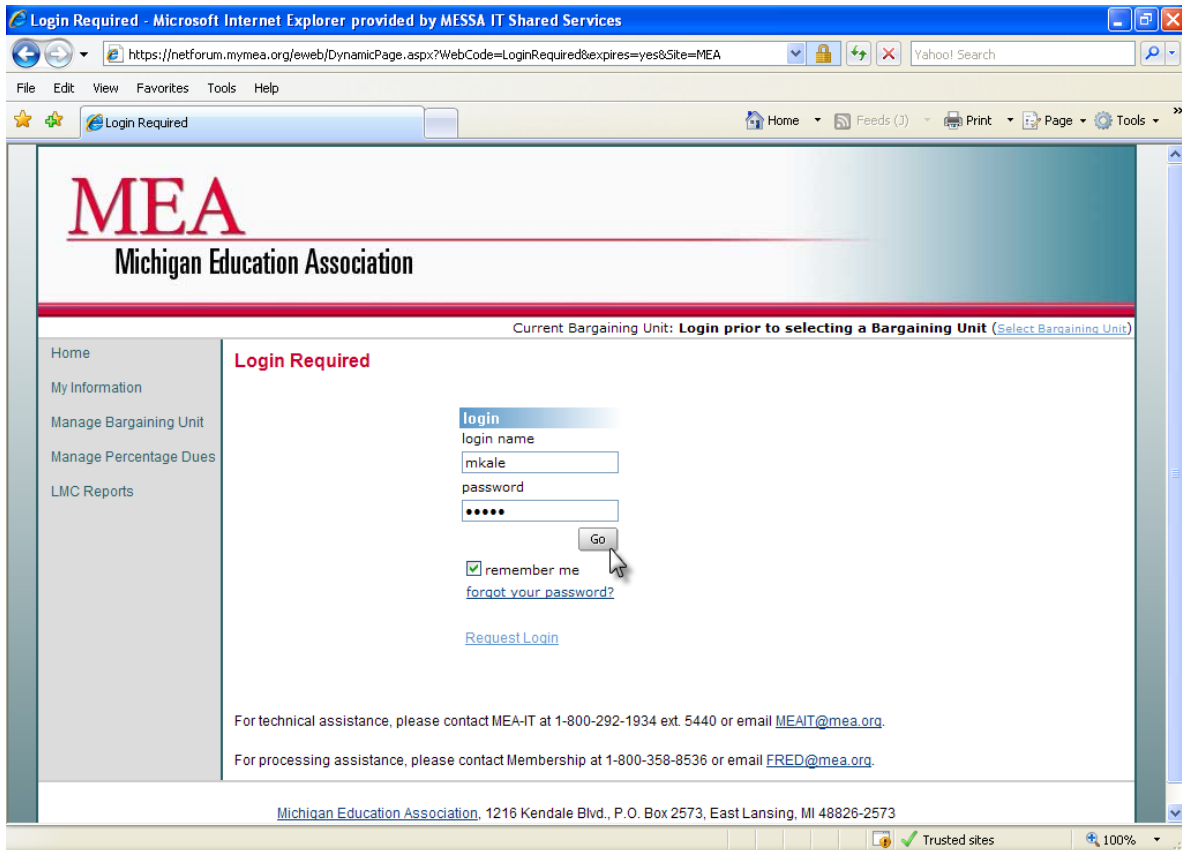 Login Required - Microsoft Internet Explorer provided by MESSA IT Shared Services
https://netforum.mymea.org/eweb/DynamicPage.aspx?WebCode=LoginRequired&expires=yes&Site=MEA
Yahoo! Search
File Edit View Favorites Tools Help
Login Required
Home Feeds (J) Print Page Tools »
MEA
Michigan Education Association
Current Bargaining Unit: Login prior to selecting a Bargaining Unit (Select Bargaining Unit)
Home
My Information
Manage Bargaining Unit
Manage Percentage Dues
LMC Reports
Login Required
login
login name
mkale
password
•••••
Go
remember me
forgot your password?
Request Login
For technical assistance, please contact MEA-IT at 1-800-292-1934 ext. 5440 or email MEAIT@mea.org.
For processing assistance, please contact Membership at 1-800-358-8536 or email FRED@mea.org.
Michigan Education Association, 1216 Kendale Blvd., P.O. Box 2573, East Lansing, MI 48826-2573
Trusted sites 100%